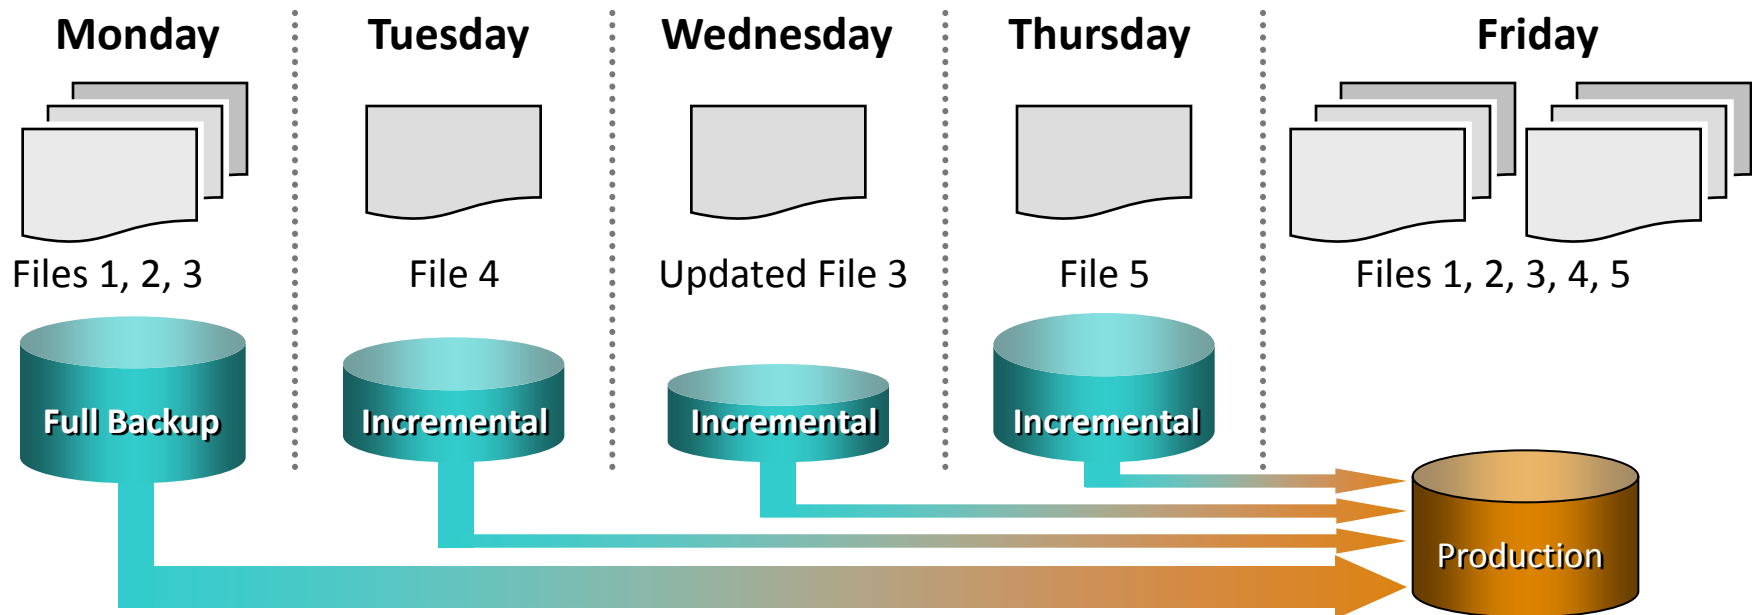 Monday
Tuesday
Wednesday
Thursday
Friday
Files 1, 2, 3
File 4
Updated File 3
File 5
Files 1, 2, 3, 4, 5
Full Backup
Incremental
Incremental
Incremental
Production